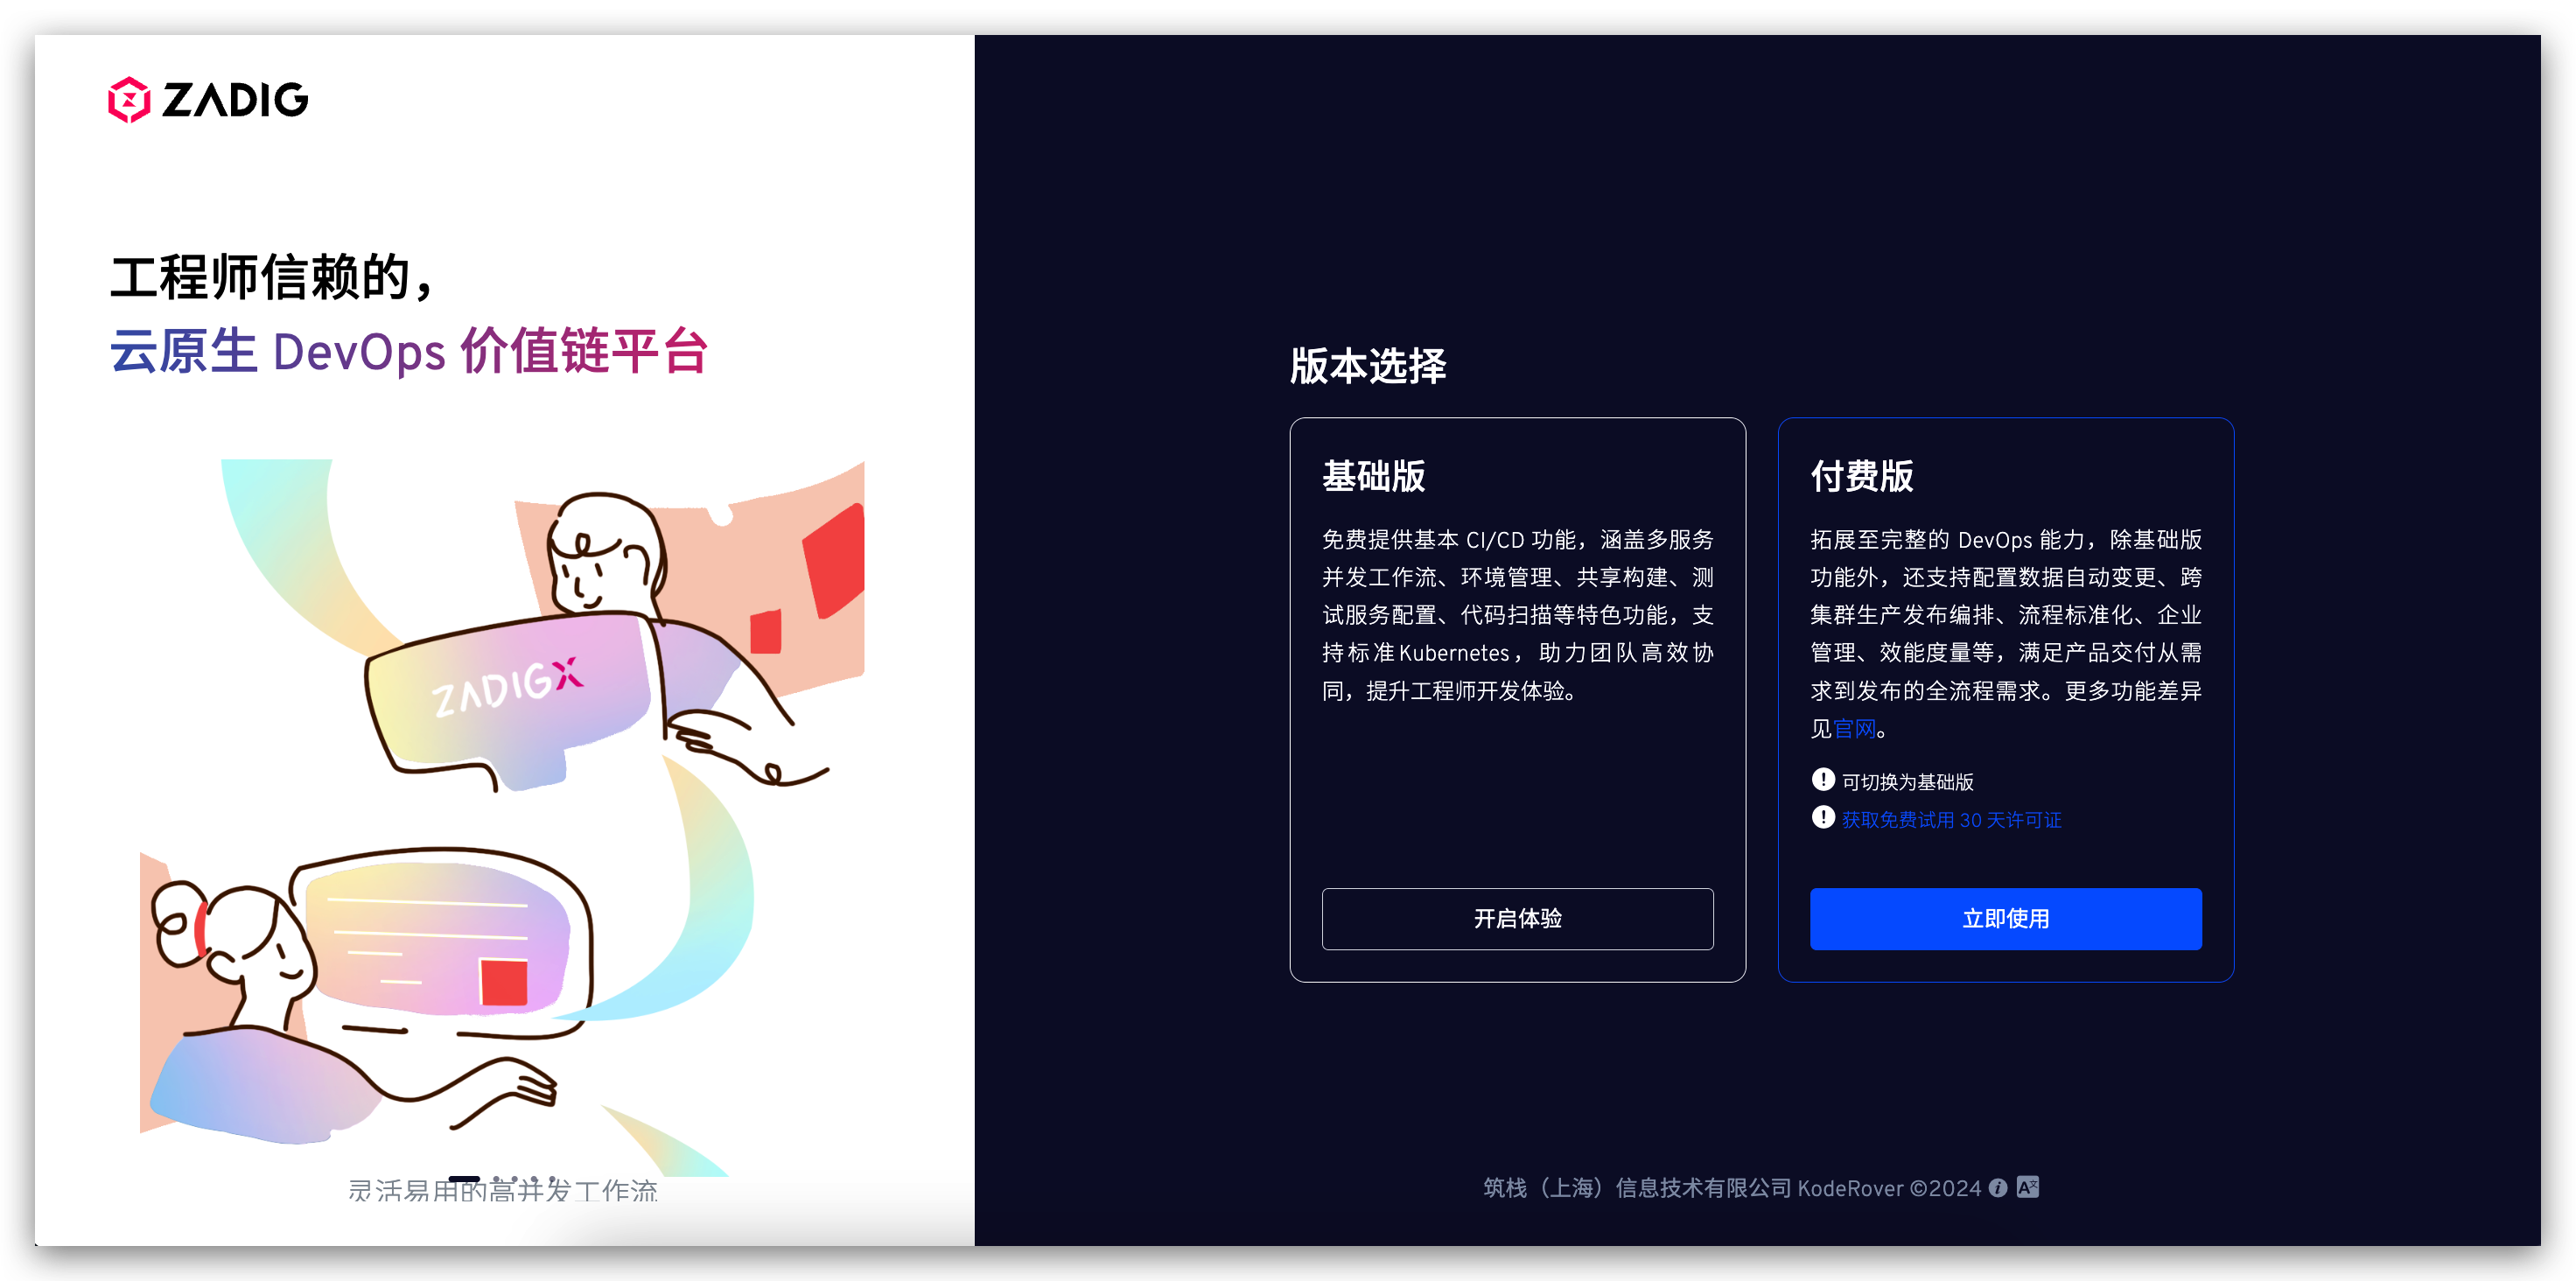 ZADIG
工程师信赖的，
云原生 DevOps 价值链平台
ZADIGX
灵活易用的高并发工作流
版本选择
基础版
免费提供基本 CI/CD 功能，涵盖多服务
并发工作流、环境管理、共享构建、测
试服务配置、代码扫描等特色功能，支
持标准Kubernetes，助力团队高效协
同，提升工程师开发体验。
开启体验
付费版
拓展至完整的 DevOps 能力，除基础版
功能外，还支持配置数据自动变更、跨
集群生产发布编排、流程标准化、企业
管理、效能度量等，满足产品交付从需
求到发布的全流程需求。更多功能差异
见官网。
可切换为基础版
获取免费试用 30 天许可证
立即使用
筑栈（上海）信息技术有限公司 KodeRover ©2024